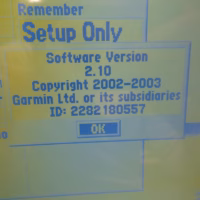 Remember
Setup Only
Software Version
2.10
Copyright 2002-2003
Garmin Ltd. or its subsidiaries
ID: 2282180557
OK